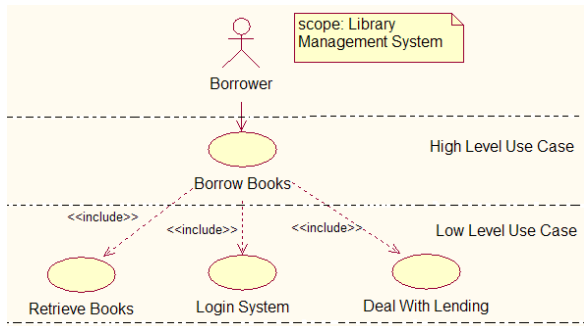 scope: Library
Management System
Borrower
High Level Use Case
Borrow Books
<<include>>
<<include>>
<<include>>
Low Level Use Case
Retrieve Books
Login System
Deal With Lending